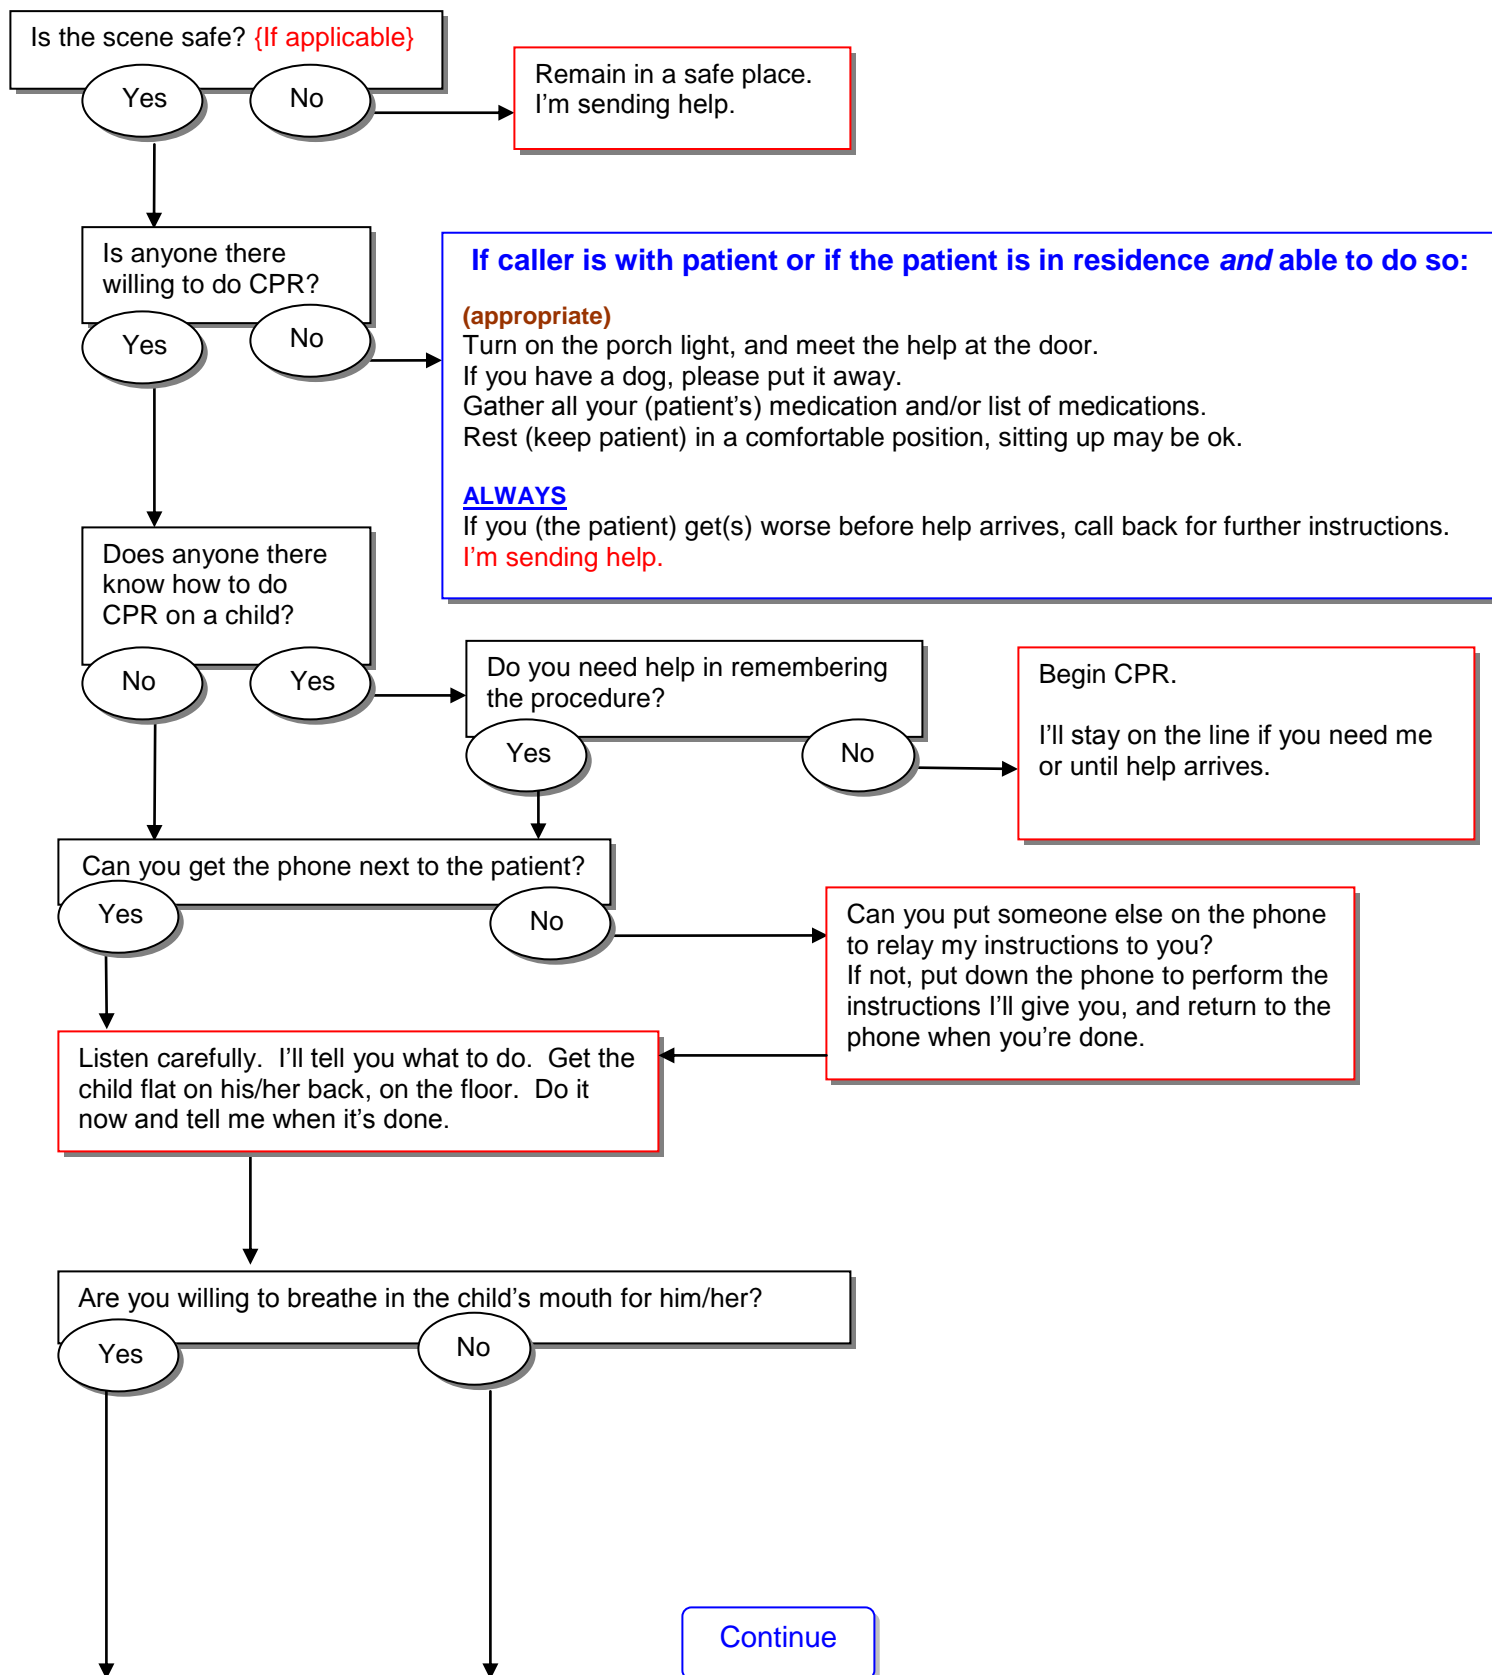 Is the scene safe? {If applicable}
Yes
No
Remain in a safe place.
I'm sending help.
Is anyone there
willing to do CPR?
Yes
No
If caller is with patient or if the patient is in residence and able to do so:
(appropriate)
Turn on the porch light, and meet the help at the door.
If you have a dog, please put it away.
Gather all your (patient's) medication and/or list of medications.
Rest (keep patient) in a comfortable position, sitting up may be ok.
ALWAYS
If you (the patient) get(s) worse before help arrives, call back for further instructions.
I'm sending help.
Does anyone there
know how to do
CPR on a child?
No
Yes
Do you need help in remembering
the procedure?
Yes
No
Begin CPR.
I'll stay on the line if you need me
or until help arrives.
Can you get the phone next to the patient?
Yes
No
Can you put someone else on the phone
to relay my instructions to you?
If not, put down the phone to perform the
instructions I'll give you, and return to the
phone when you're done.
Listen carefully.  I'll tell you what to do.  Get the
child flat on his/her back, on the floor.  Do it
now and tell me when it's done.
Are you willing to breathe in the child's mouth for him/her?
Yes
No
Continue